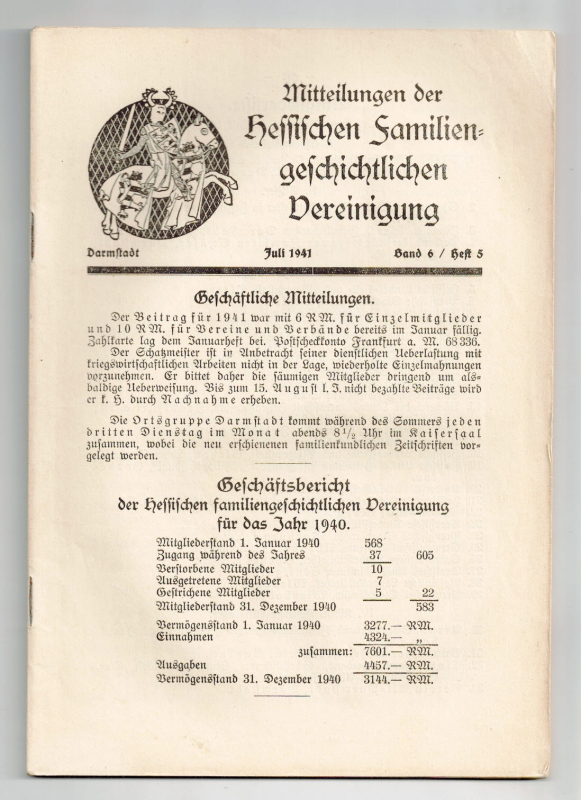 Mitteilungen der
Hessischen Familien=
geschichtlichen
Vereinigung
Darmstadt Juli 1941 Band 6 / Heft 5
Geschäftliche Mitteilungen.
Der Beitrag für 1941 war mit 6 RM. für Einzelmitglieder
und 10 RM. für Vereine und Verbände bereits im Januar fällig.
Zahlkarte lag dem Januarheft bei. Postscheckkonto Frankfurt a. M. 68 336.
Der Schatzmeister ist in Anbetracht seiner dienstlichen Ueberlastung mit
kriegswirtschaftlichen Arbeiten nicht in der Lage, wiederholte Einzelmahnungen
vorzunehmen. Er bittet daher die säumigen Mitglieder dringend um als-
baldige Ueberweisung. Bis zum 15. August l. J. nicht bezahlte Beiträge wird
er k. H. durch Nachnahme erheben.
Die Ortsgruppe Darmstadt kommt während des Sommers jeden
dritten Dienstag im Monat abends 8 1/2 Uhr im Kaisersaal
zusammen, wobei die neu erschienenen familienkundlichen Zeitschriften vor-
gelegt werden.
Geschäftsbericht
der Hessischen familiengeschichtlichen Vereinigung
für das Jahr 1940.
Mitgliederstand 1. Januar 1940 568
Zugang während des Jahres 37 605
Verstorbene Mitglieder 10
Ausgetretene Mitglieder 7
Gestrichene Mitglieder 5 22
Mitgliederstand 31. Dezember 1940 583
Vermögensstand 1. Januar 1940 3277.— RM.
Einnahmen 4324.— „
zusammen: 7601.— RM.
Ausgaben 4457.— RM.
Vermögensstand 31. Dezember 1940 3144.— RM.